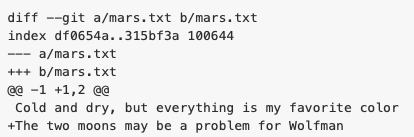 diff --git a/mars.txt b/mars.txt
index df0654a..315bf3a 100644
--- a/mars.txt
+++ b/mars.txt
@@ -1 +1,2 @@
 Cold and dry, but everything is my favorite color
+The two moons may be a problem for Wolfman